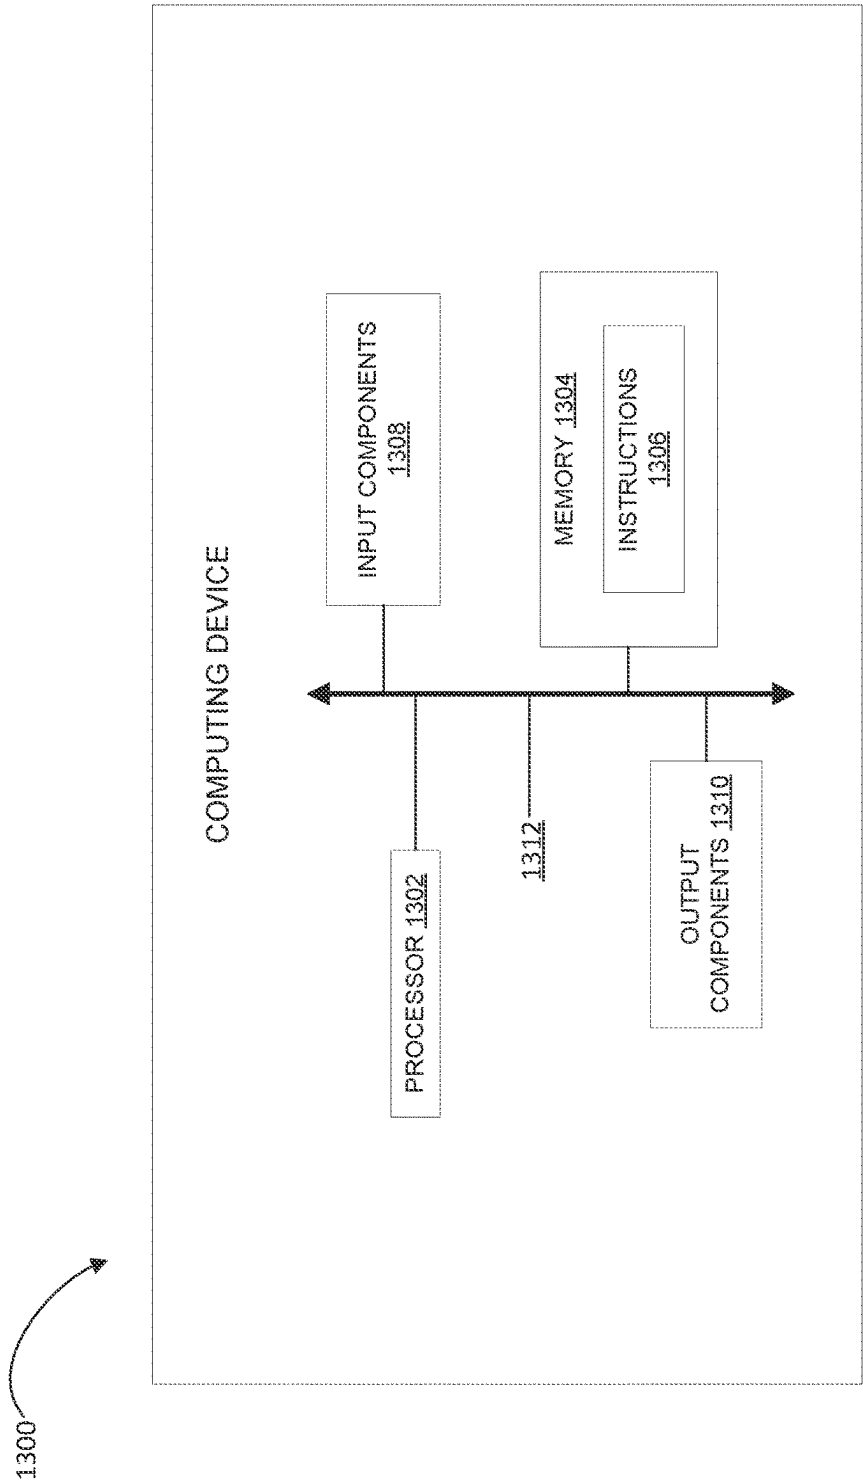 1300
COMPUTING DEVICE
INPUT COMPONENTS
1308
PROCESSOR 1302
1312
MEMORY 1304
INSTRUCTIONS
1306
OUTPUT
COMPONENTS 1310